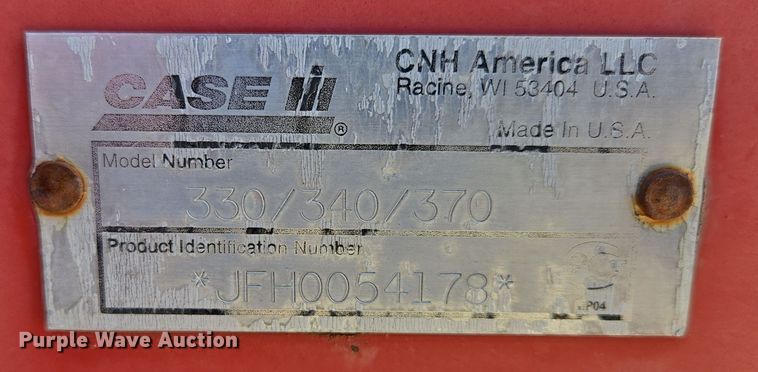 CASE IH ®
CNH America LLC
Racine, WI 53404 U.S.A.
Made In U.S.A.
Model Number
330/340/370
Product Identification Number
*JFH0054178*
Purple Wave Auction